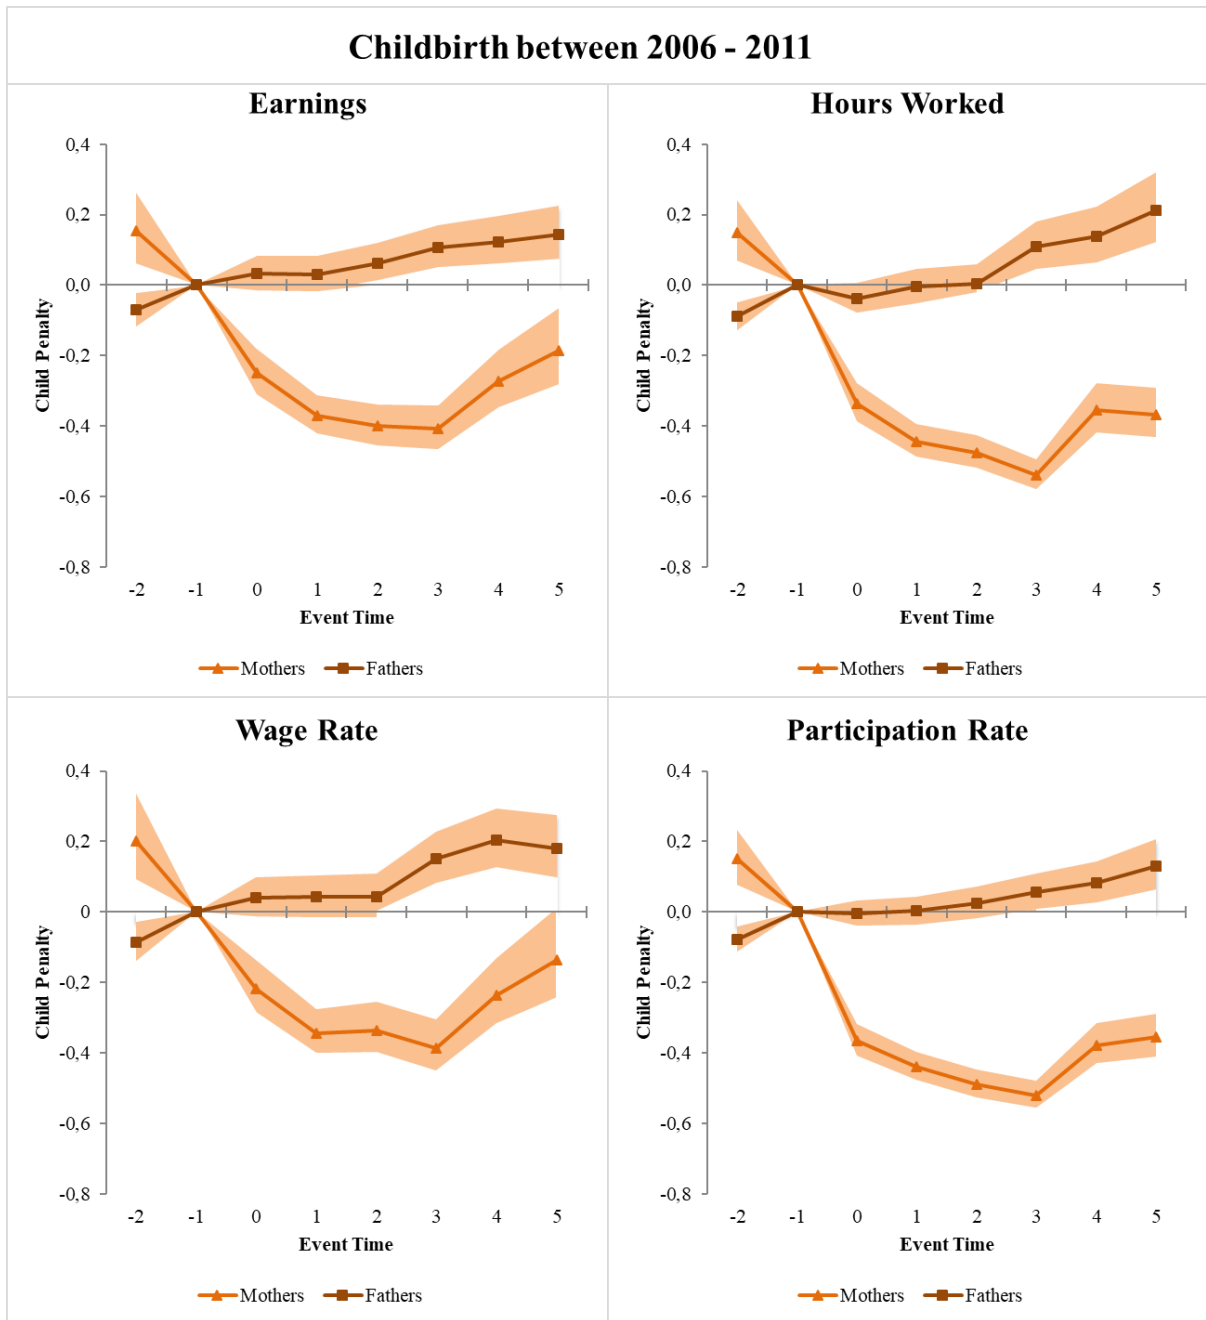 Childbirth between 2006 - 2011
Earnings
0,4
0,2
0,0
-0,2
-0,4
-0,6
-0,8
Child Penalty
-2 -1 0 1 2 3 4 5
Event Time
Mothers Fathers
Hours Worked
0,4
0,2
0,0
-0,2
-0,4
-0,6
-0,8
Child Penalty
-2 -1 0 1 2 3 4 5
Event Time
Mothers Fathers
Wage Rate
0,4
0,2
0
-0,2
-0,4
-0,6
-0,8
Child Penalty
-2 -1 0 1 2 3 4 5
Event Time
Mothers Fathers
Participation Rate
0,4
0,2
0,0
-0,2
-0,4
-0,6
-0,8
Child Penalty
-2 -1 0 1 2 3 4 5
Event Time
Mothers Fathers